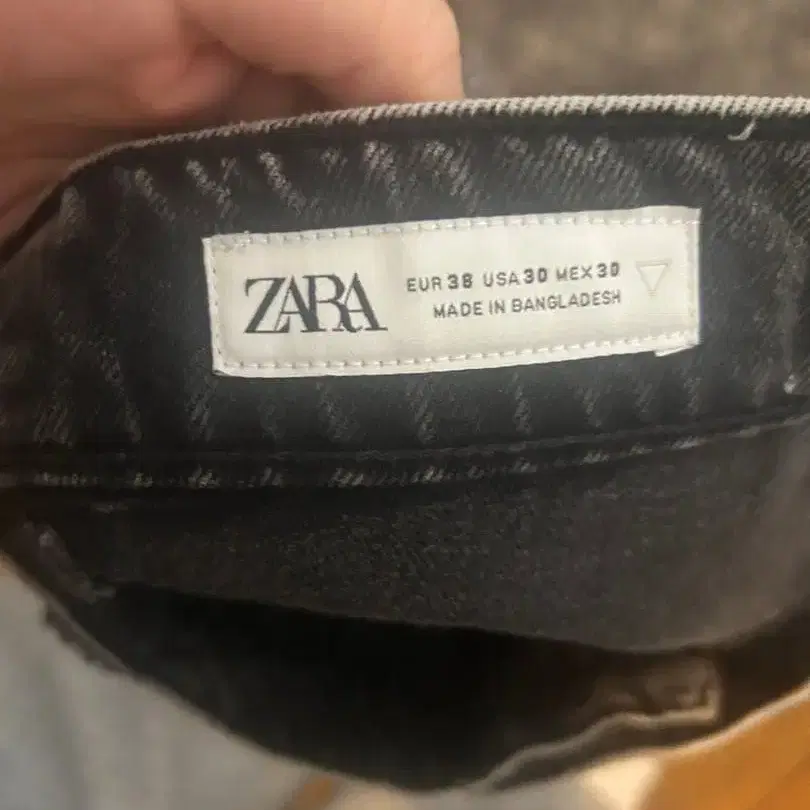 ZARA
EUR 38 USA 30 MEX 30
MADE IN BANGLADESH